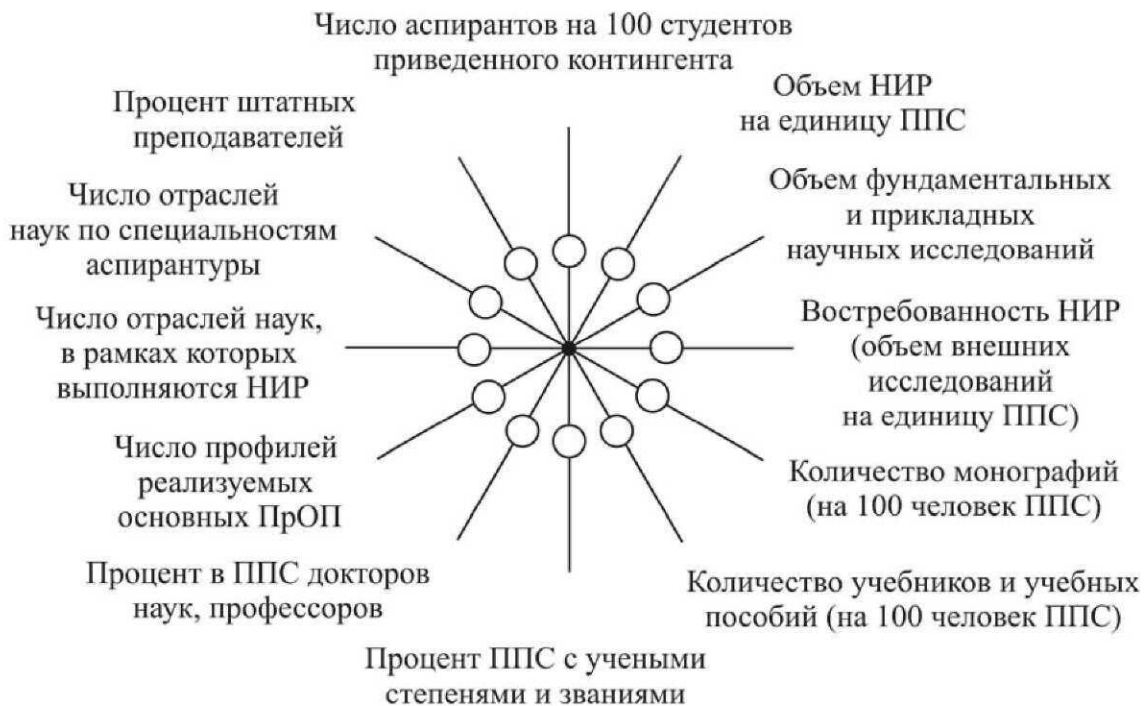 Число аспирантов на 100 студентов
приведенного контингента
Объем НИР
на единицу ППС
Объем фундаментальных
и прикладных
научных исследований
Востребованность НИР
(объем внешних
исследований
на единицу ППС)
Количество монографий
(на 100 человек ППС)
Количество учебников и учебных
пособий (на 100 человек ППС)
Процент ППС с учеными
степенями и званиями
Процент в ППС докторов
наук, профессоров
Число профилей
реализуемых
основных ПрОП
Число отраслей наук,
в рамках которых
выполняются НИР
Число отраслей
наук по специальностям
аспирантуры
Процент штатных
преподавателей